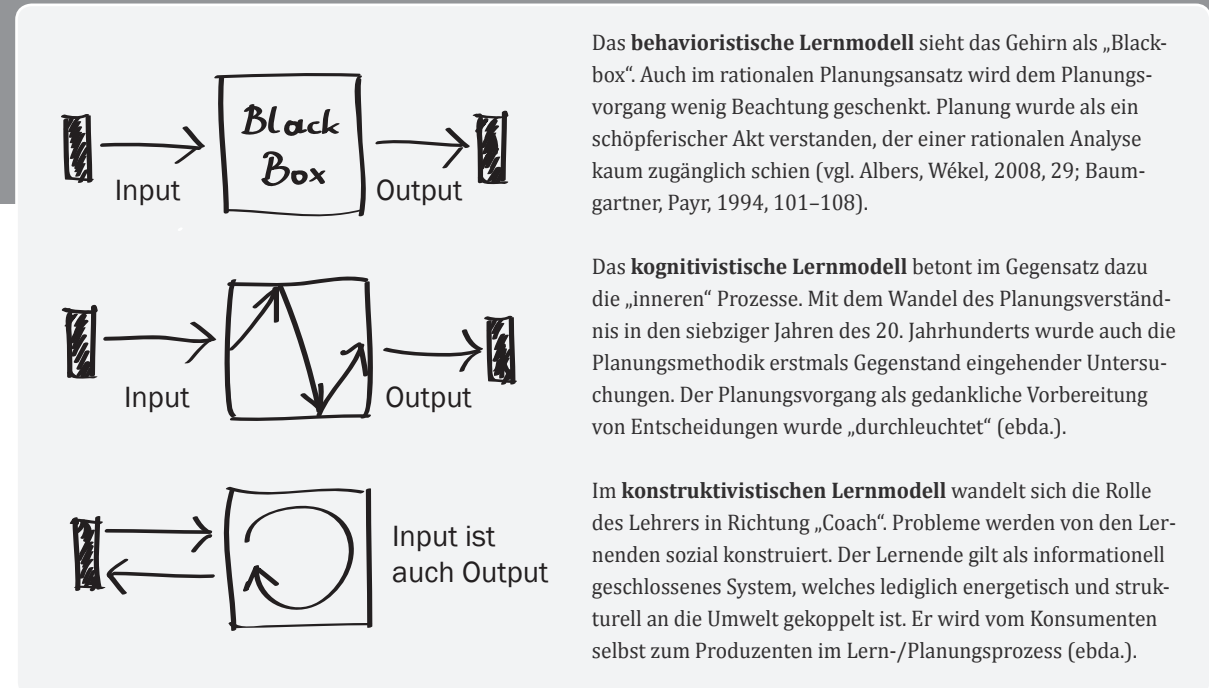 Black
Box
Input
Output
Das behavioristische Lernmodell sieht das Gehirn als „Black-
box“. Auch im rationalen Planungsansatz wird dem Planungs-
vorgang wenig Beachtung geschenkt. Planung wurde als ein
schöpferischer Akt verstanden, der einer rationalen Analyse
kaum zugänglich schien (vgl. Albers, Wékel, 2008, 29; Baum-
gartner, Payr, 1994, 101–108).
Input
Output
Das kognitivistische Lernmodell betont im Gegensatz dazu
die „inneren“ Prozesse. Mit dem Wandel des Planungsverständ-
nis in den siebziger Jahren des 20. Jahrhunderts wurde auch die
Planungsmethodik erstmals Gegenstand eingehender Untersu-
chungen. Der Planungsvorgang als gedankliche Vorbereitung
von Entscheidungen wurde „durchleuchtet“ (ebda.).
Input ist
auch Output
Im konstruktivistischen Lernmodell wandelt sich die Rolle
des Lehrers in Richtung „Coach“. Probleme werden von den Ler-
nenden sozial konstruiert. Der Lernende gilt als informationell
geschlossenes System, welches lediglich energetisch und struk-
turell an die Umwelt gekoppelt ist. Er wird vom Konsumenten
selbst zum Produzenten im Lern-/Planungsprozess (ebda.).